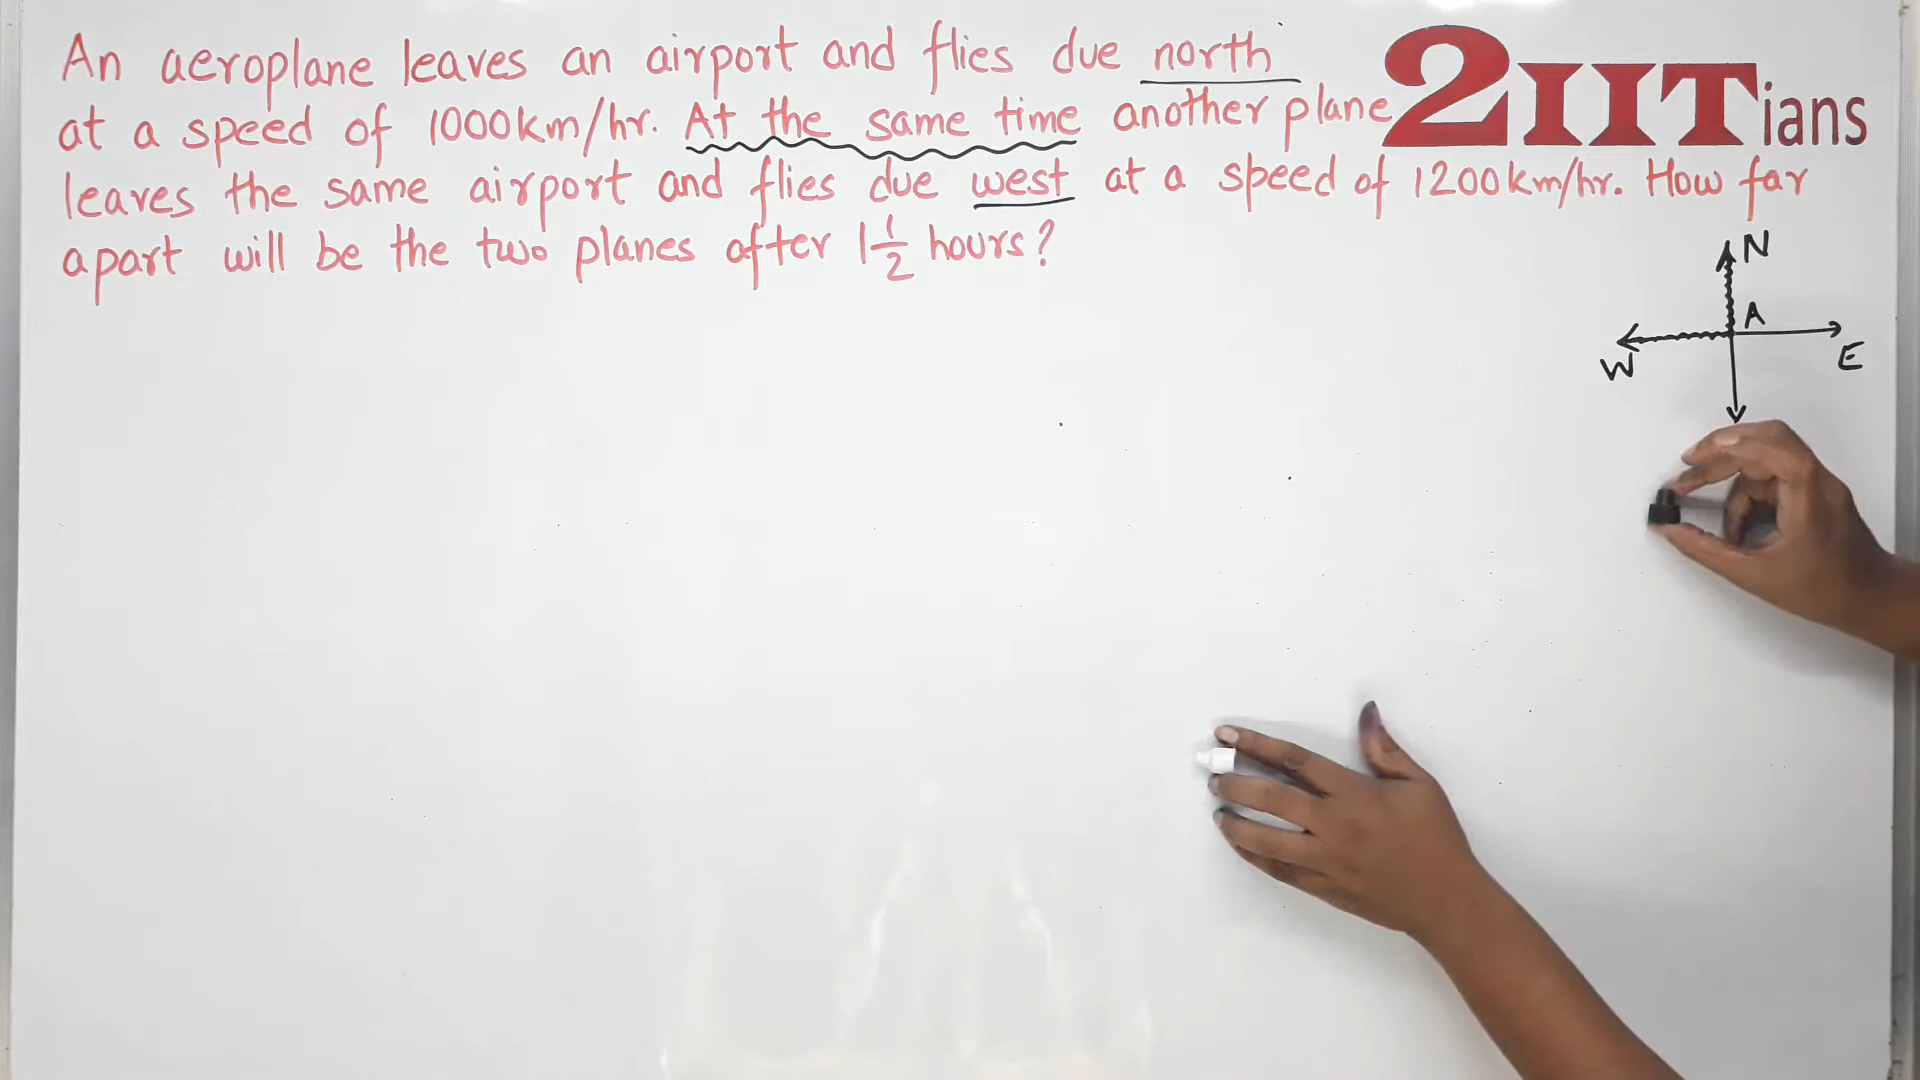 An aeroplane leaves an airport and flies due north
at a speed of 1000km/hr. At the same time another plane
leaves the same airport and flies due west at a speed of 1200km/hr. How far
apart will be the two planes after 1 1/2 hours?
2IITians
N
A
W
E